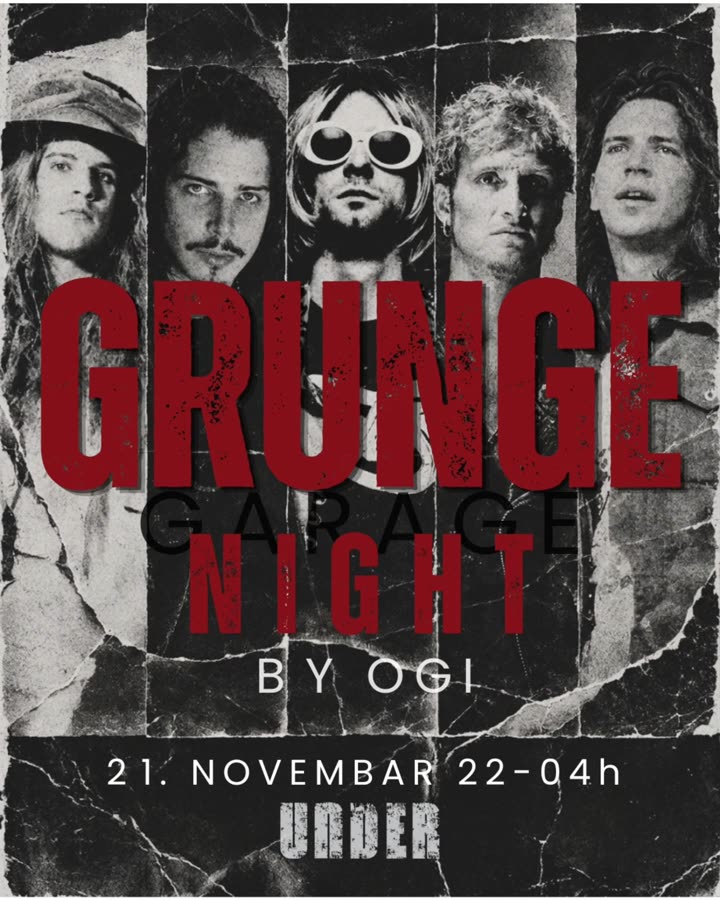 GRUNGE
GARAGE
NIGHT
BY OGI
21. NOVEMBAR 22-04h
UNDER